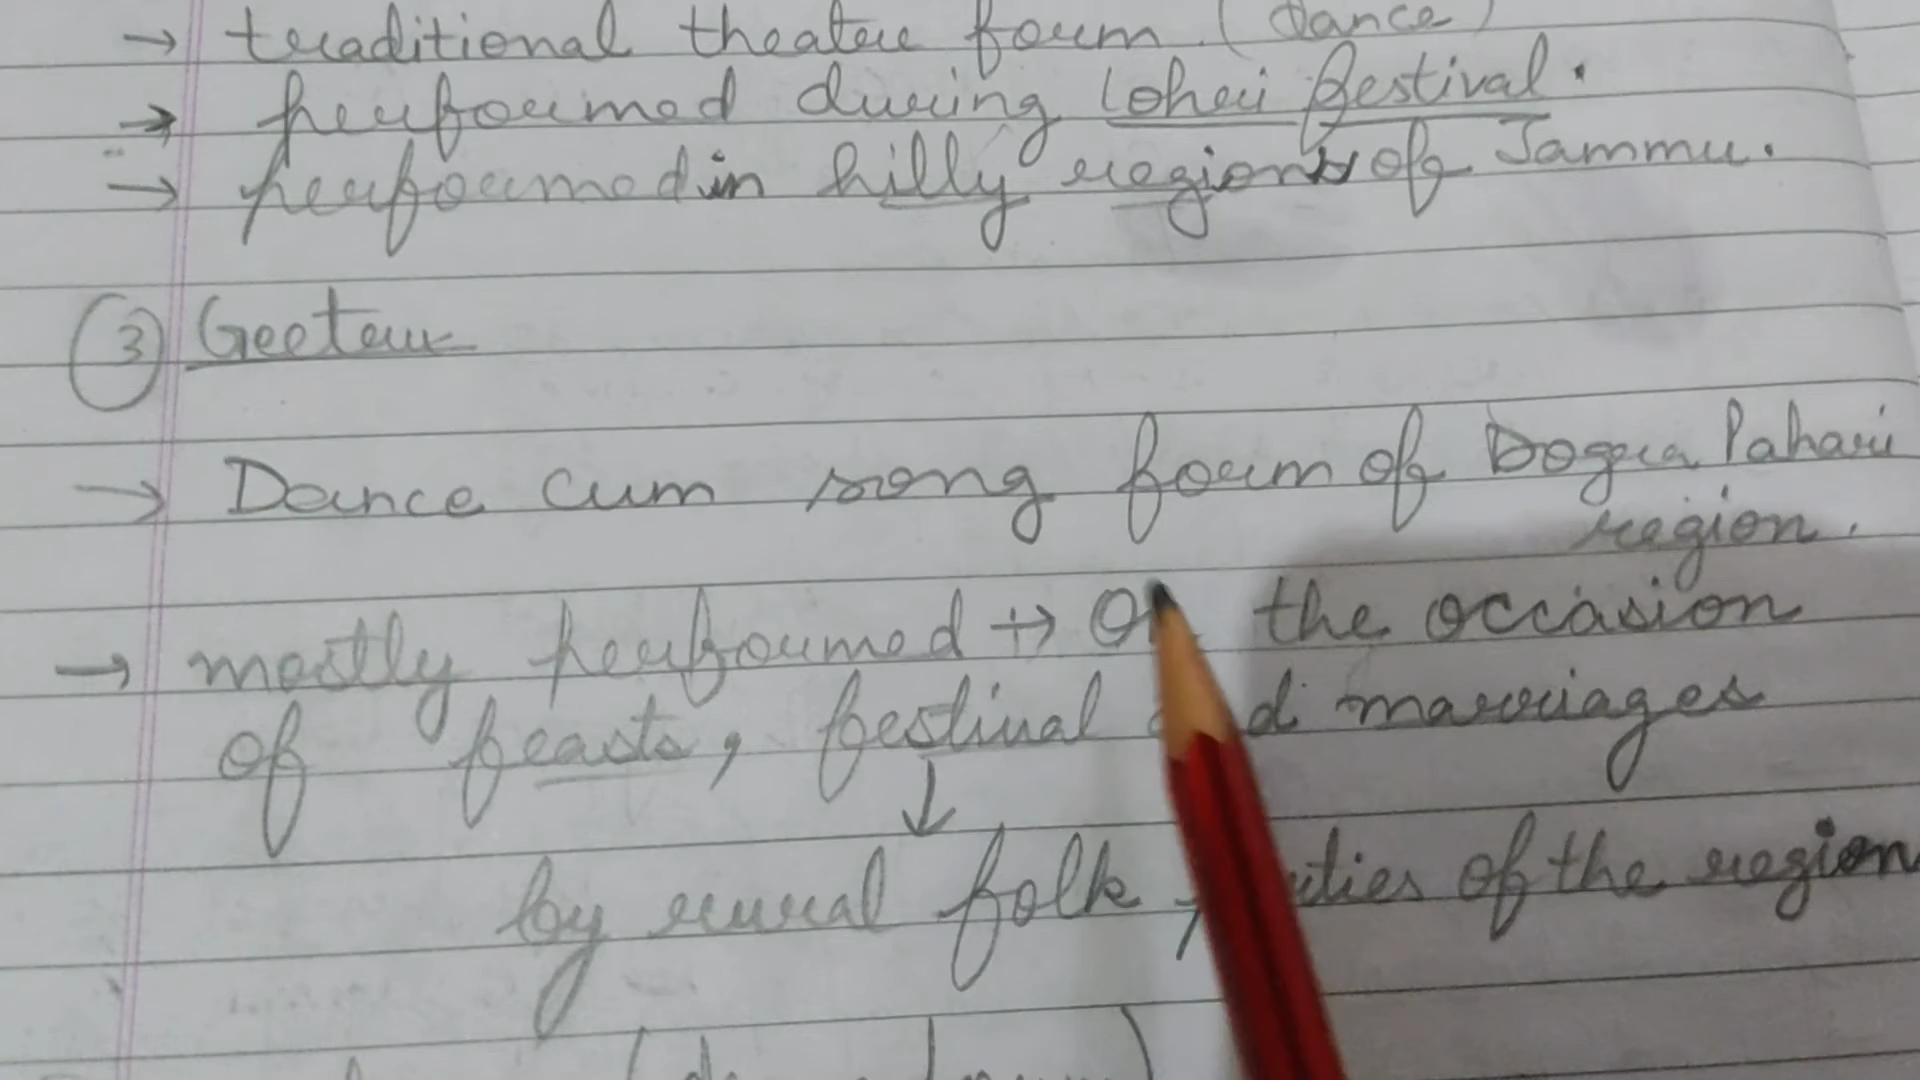 → traditional theatre form. (dance)
→ performed during Lohri festival.
→ performed in hilly regions of Jammu.
③ Geetru
→ Dance cum song form of Dogra Pahari
region.
→ mostly performed → On the occasion
of feasts, festival and marriages
↓
by rural folk, of the region